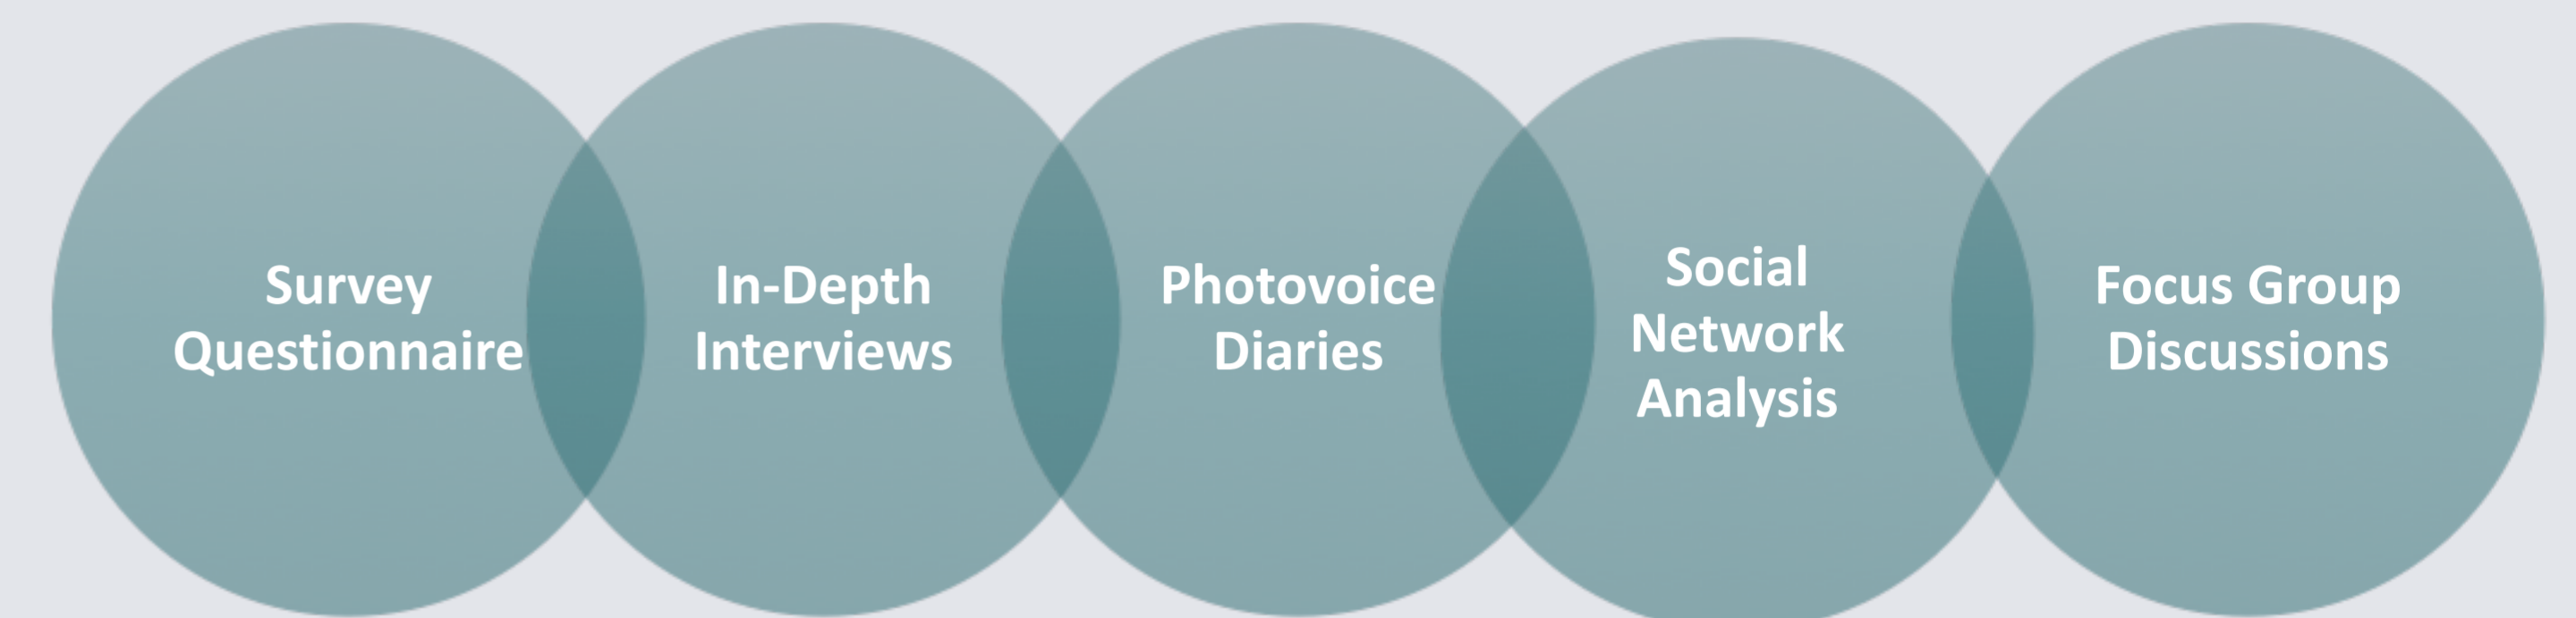 Survey
Questionnaire
In-Depth
Interviews
Photovoice
Diaries
Social
Network
Analysis
Focus Group
Discussions